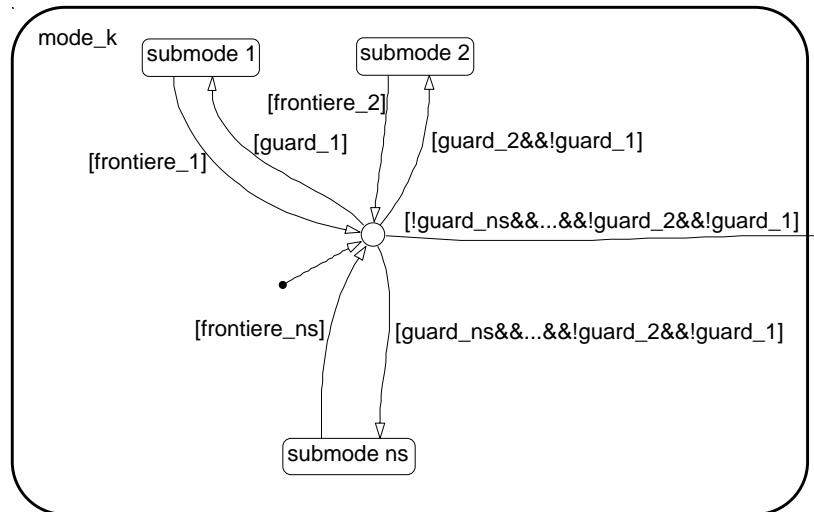 mode_k
submode 1
submode 2
[frontiere_2]
[guard_1]
[guard_2&&!guard_1]
[frontiere_1]
[!guard_ns&&...&&!guard_2&&!guard_1]
[frontiere_ns]
[guard_ns&&...&&!guard_2&&!guard_1]
submode ns